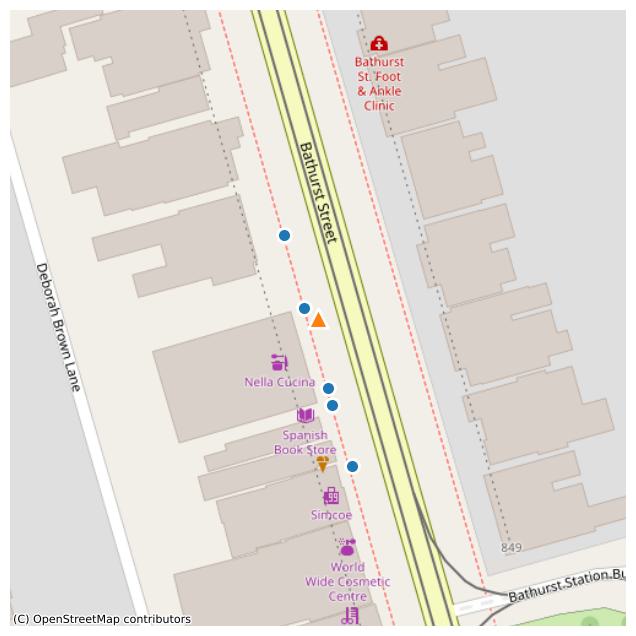 Bathurst
St. Foot
& Ankle
Clinic
Bathurst Street
Deborah Brown Lane
Nella Cucina
Spanish
Book Store
Simcoe
World
Wide Cosmetic
Centre
849
Bathurst Station Bu
(C) OpenStreetMap contributors